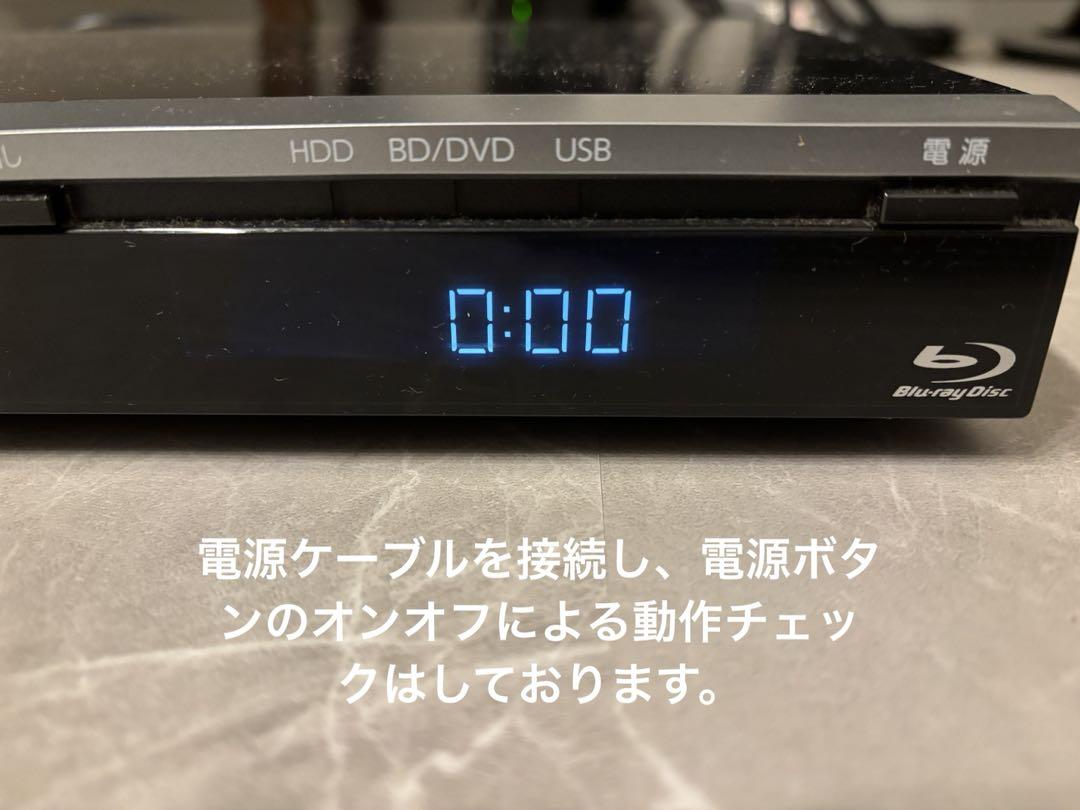 し HDD BD/DVD USB 電源
0:00
Blu-ray Disc
電源ケーブルを接続し、電源ボタ
ンのオンオフによる動作チェッ
クはしております。